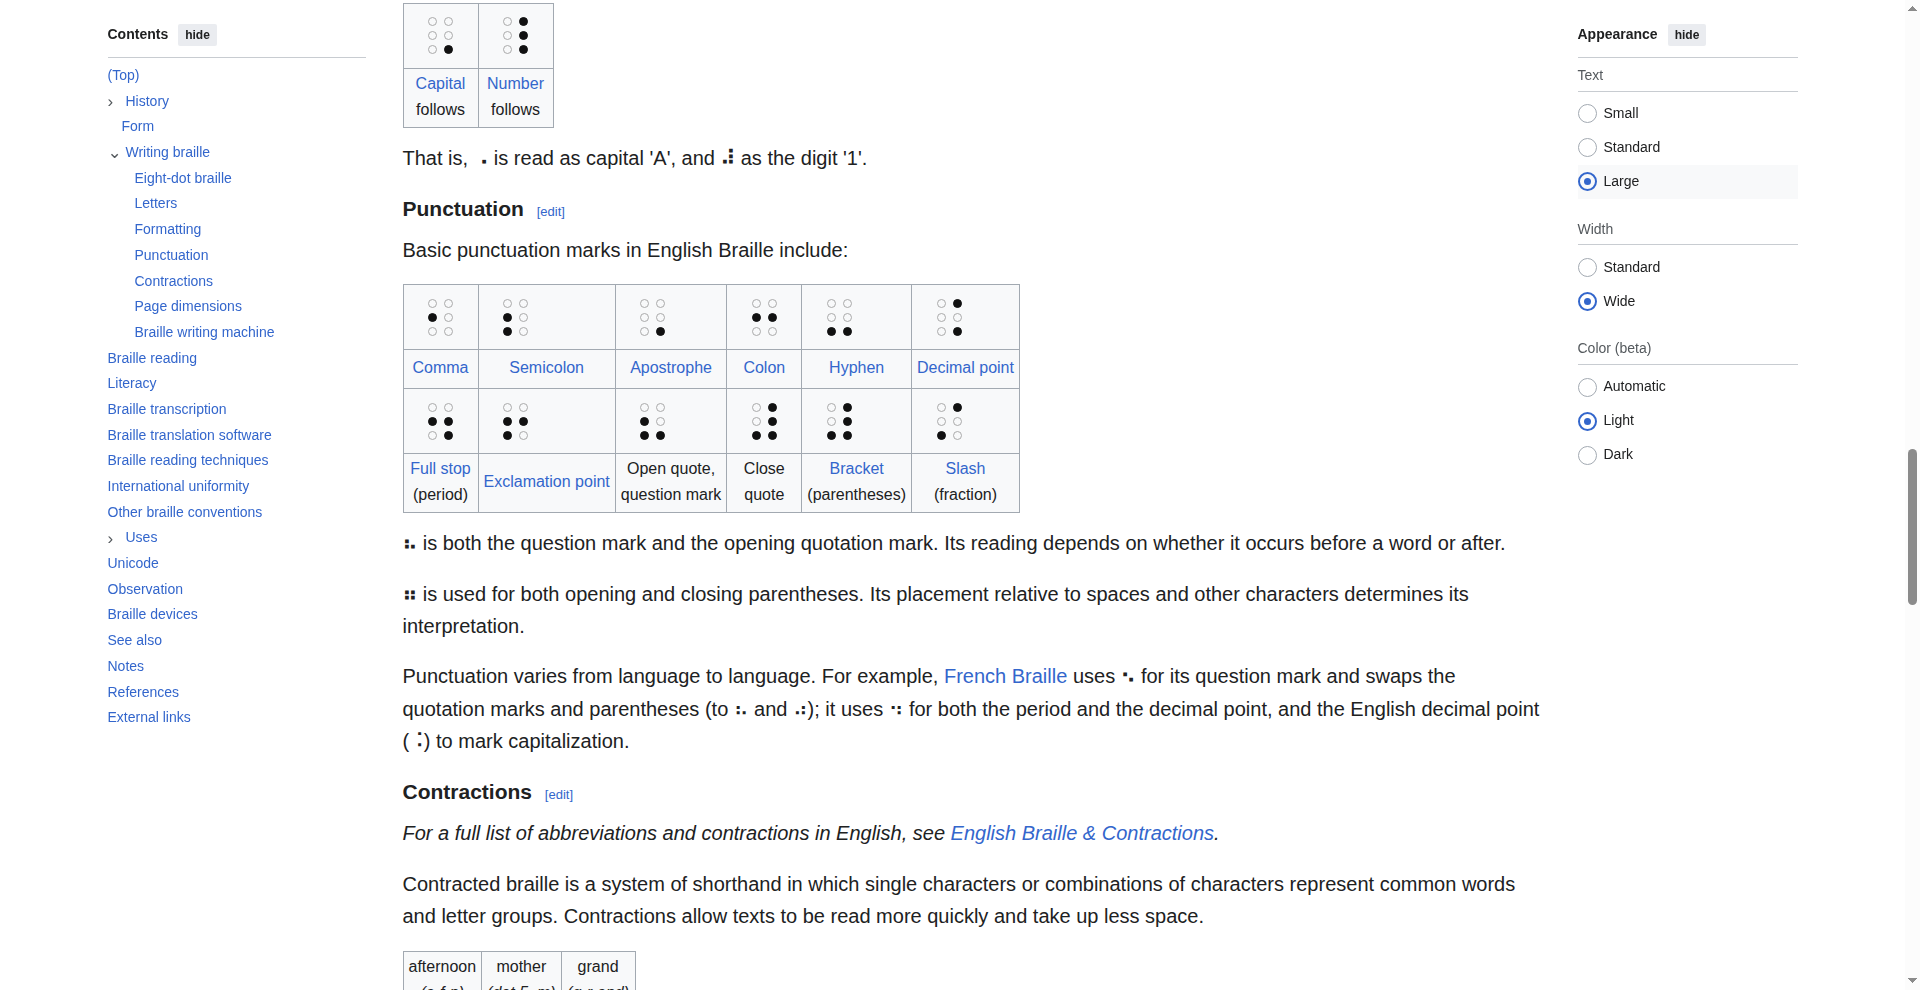 Contents hide
(Top)
History
Form
Writing braille
Eight-dot braille
Letters
Formatting
Punctuation
Contractions
Page dimensions
Braille writing machine
Braille reading
Literacy
Braille transcription
Braille translation software
Braille reading techniques
International uniformity
Other braille conventions
Uses
Unicode
Observation
Braille devices
See also
Notes
References
External links
⠠ ⠼
Capital follows
Number follows
That is, ⠠ is read as capital 'A', and ⠼ as the digit '1'.
Punctuation [edit]
Basic punctuation marks in English Braille include:
⠂ ⠆ ⠠ ⠒ ⠤ ⠨
Comma Semicolon Apostrophe Colon Hyphen Decimal point
⠲ ⠖ ⠦ ⠼ ⠼ ⠌
Full stop (period)
Exclamation point
Open quote, question mark
Close quote
Bracket (parentheses)
Slash (fraction)
⠦ is both the question mark and the opening quotation mark. Its reading depends on whether it occurs before a word or after.
⠶ is used for both opening and closing parentheses. Its placement relative to spaces and other characters determines its
interpretation.
Punctuation varies from language to language. For example, French Braille uses ⠢ for its question mark and swaps the
quotation marks and parentheses (to ⠦ and ⠴); it uses ⠲ for both the period and the decimal point, and the English decimal point
(⠨) to mark capitalization.
Contractions [edit]
For a full list of abbreviations and contractions in English, see English Braille & Contractions.
Contracted braille is a system of shorthand in which single characters or combinations of characters represent common words
and letter groups. Contractions allow texts to be read more quickly and take up less space.
afternoon mother grand
Appearance hide
Text
Small
Standard
Large
Width
Standard
Wide
Color (beta)
Automatic
Light
Dark